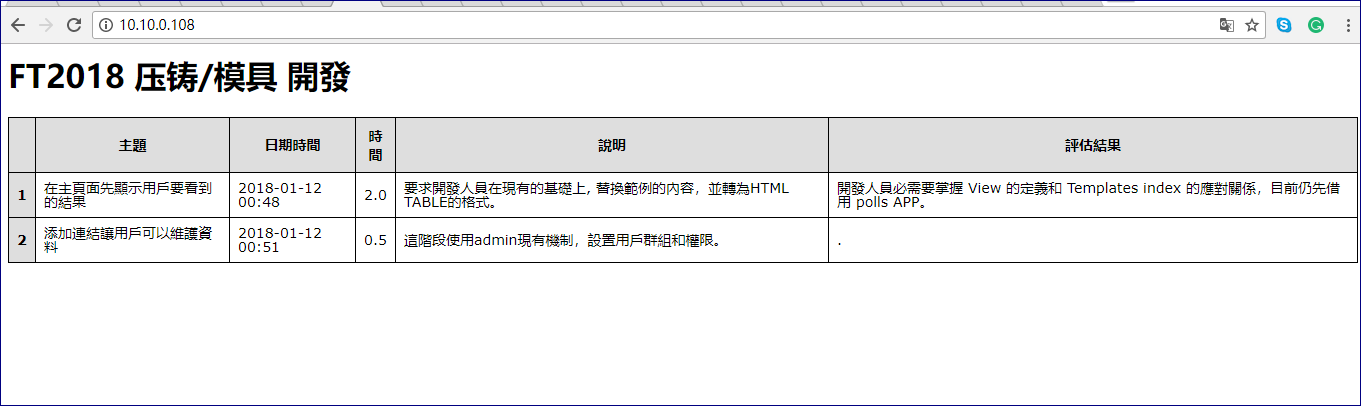 10.10.0.108
FT2018 压铸/模具 開發
主題 日期時間 時間 說明 評估結果
1 在主頁面先顯示用戶要看到的結果 2018-01-12 00:48 2.0 要求開發人員在現有的基礎上, 替換範例的內容，並轉為HTML TABLE的格式。 開發人員必需要掌握 View 的定義和 Templates index 的應對關係，目前仍先借用 polls APP。
2 添加連結讓用戶可以維護資料 2018-01-12 00:51 0.5 這階段使用admin現有機制，設置用戶群組和權限。 .